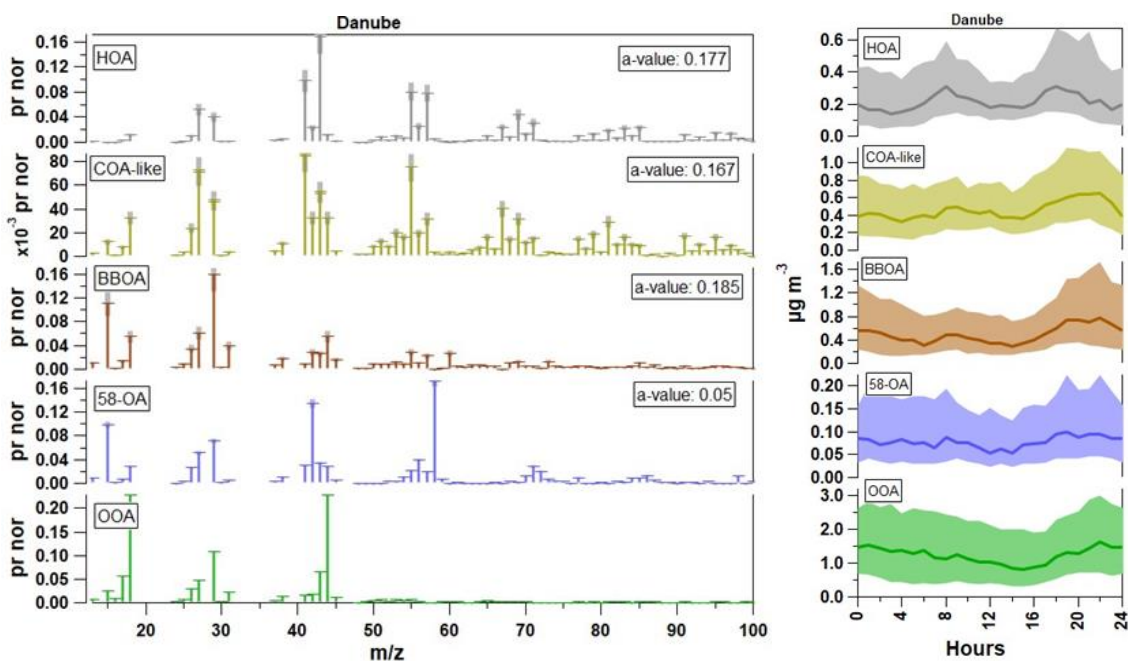 Danube
pr nor
0.16
0.12
0.08
0.04
0.00
HOA
a-value: 0.177
x10⁻³ pr nor
80
60
40
20
0
COA-like
a-value: 0.167
pr nor
0.16
0.12
0.08
0.04
0.00
BBOA
a-value: 0.185
pr nor
0.15
0.10
0.05
0.00
58-OA
a-value: 0.05
pr nor
0.20
0.15
0.10
0.05
0.00
OOA
20 30 40 50 60 70 80 90 100
m/z
Danube
µg m⁻³
0.6
0.4
0.2
0.0
HOA
1.0
0.8
0.6
0.4
0.2
0.0
COA-like
1.6
1.2
0.8
0.4
0.0
BBOA
0.20
0.15
0.10
0.05
0.00
58-OA
3.0
2.0
1.0
0.0
OOA
0 4 8 12 16 20 24
Hours